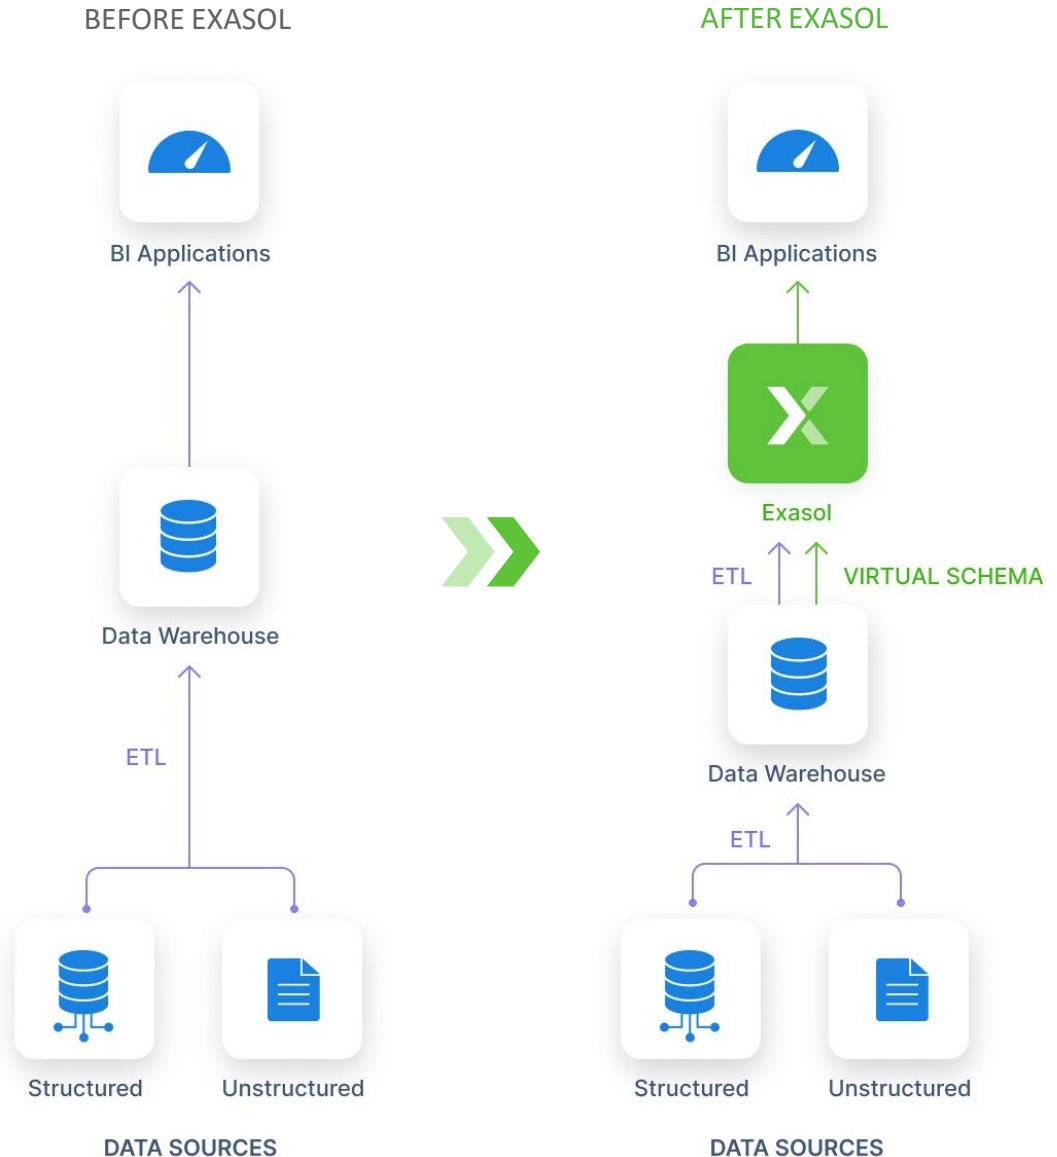 BEFORE EXASOL
BI Applications
Data Warehouse
ETL
Structured
Unstructured
DATA SOURCES
AFTER EXASOL
BI Applications
Exasol
ETL
VIRTUAL SCHEMA
Data Warehouse
ETL
Structured
Unstructured
DATA SOURCES